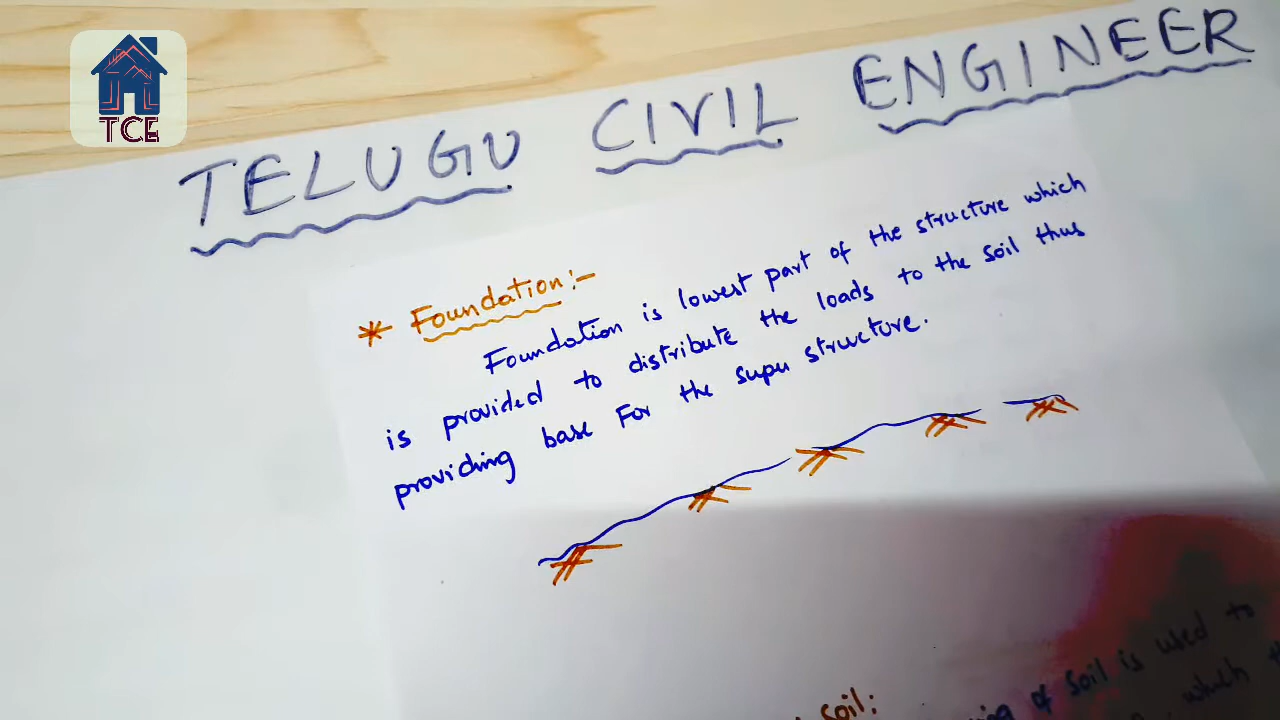 TCE
TELUGU CIVIL ENGINEER
* Foundation:-
Foundation is lowest part of the structure which
is provided to distribute the loads to the soil thus
providing base For the supu structure.
soil:
of soil is used to
which